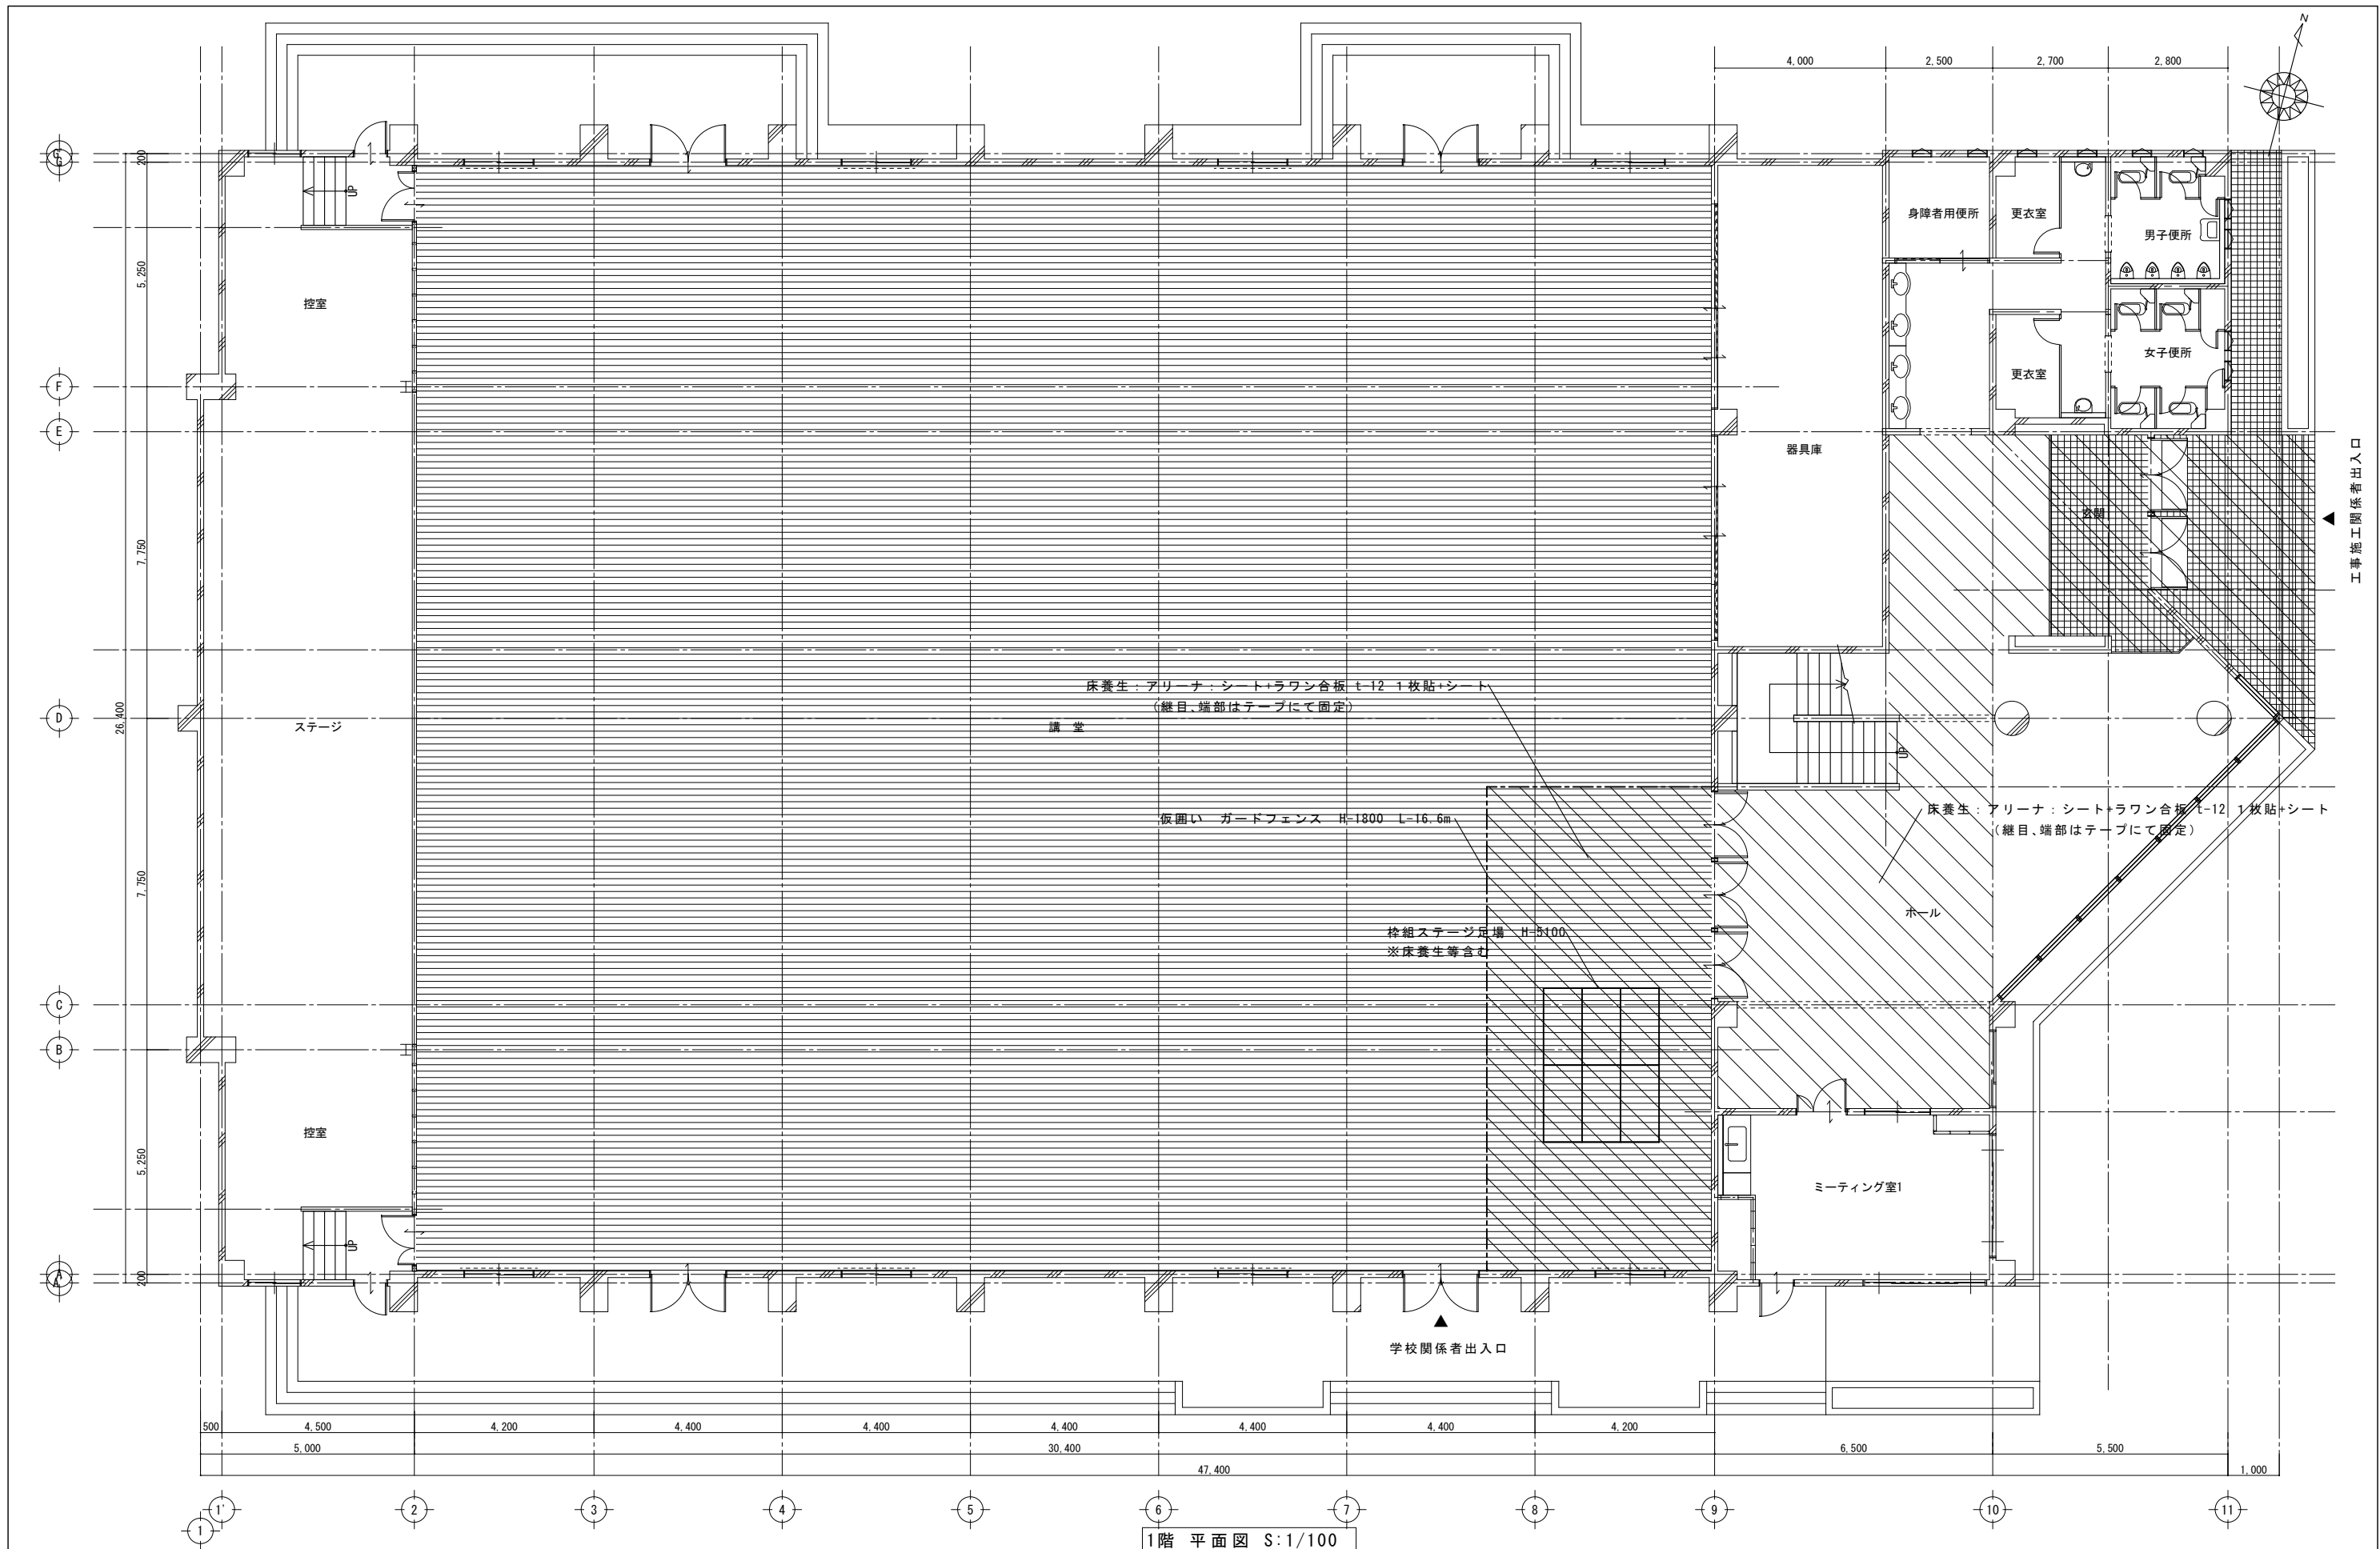 N
4,000
2,500
2,700
2,800
G
200
UP
身障者用便所
更衣室
男子便所
5,250
控室
女子便所
更衣室
F
E
器具庫
工事施工関係者出入口
玄関
7,750
床養生：アリーナ：シート+ラワン合板 t-12 １枚貼+シート
（継目、端部はテープにて固定）
26,400
D
ステージ
講 堂
UP
床養生：アリーナ：シート+ラワン合板 t-12 １枚貼+シート
（継目、端部はテープにて固定）
仮囲い ガードフェンス H-1800 L-16.6m
7,750
ホール
枠組ステージ足場 H-5100
※床養生等含む
C
B
控室
5,250
ミーティング室1
UP
A
200
学校関係者出入口
500
4,500
4,200
4,400
4,400
4,400
4,400
4,400
4,200
5,000
30,400
6,500
5,500
47,400
1,000
1'
2
3
4
5
6
7
8
9
10
11
1
1階 平面図 S:1/100